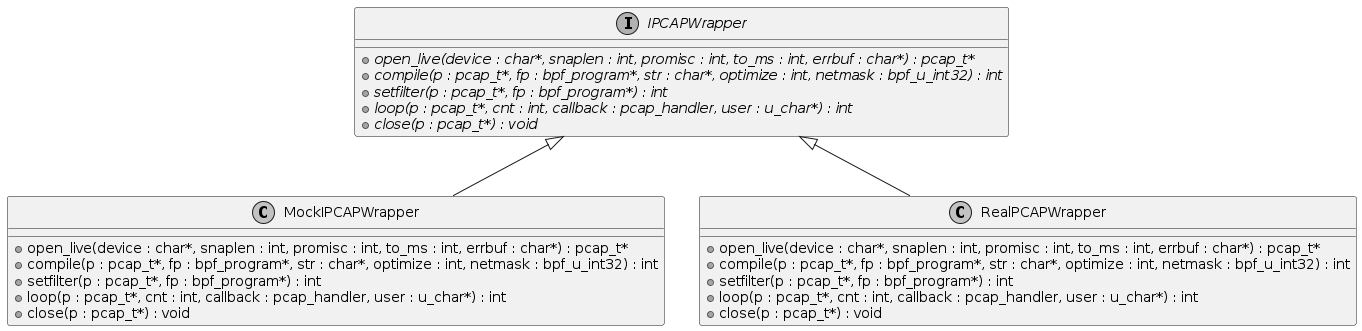 I IPCAPWrapper
open_live(device : char*, snaplen : int, promisc : int, to_ms : int, errbuf : char*) : pcap_t*
compile(p : pcap_t*, fp : bpf_program*, str : char*, optimize : int, netmask : bpf_u_int32) : int
setfilter(p : pcap_t*, fp : bpf_program*) : int
loop(p : pcap_t*, cnt : int, callback : pcap_handler, user : u_char*) : int
close(p : pcap_t*) : void
C MockIPCAPWrapper
open_live(device : char*, snaplen : int, promisc : int, to_ms : int, errbuf : char*) : pcap_t*
compile(p : pcap_t*, fp : bpf_program*, str : char*, optimize : int, netmask : bpf_u_int32) : int
setfilter(p : pcap_t*, fp : bpf_program*) : int
loop(p : pcap_t*, cnt : int, callback : pcap_handler, user : u_char*) : int
close(p : pcap_t*) : void
C RealPCAPWrapper
open_live(device : char*, snaplen : int, promisc : int, to_ms : int, errbuf : char*) : pcap_t*
compile(p : pcap_t*, fp : bpf_program*, str : char*, optimize : int, netmask : bpf_u_int32) : int
setfilter(p : pcap_t*, fp : bpf_program*) : int
loop(p : pcap_t*, cnt : int, callback : pcap_handler, user : u_char*) : int
close(p : pcap_t*) : void